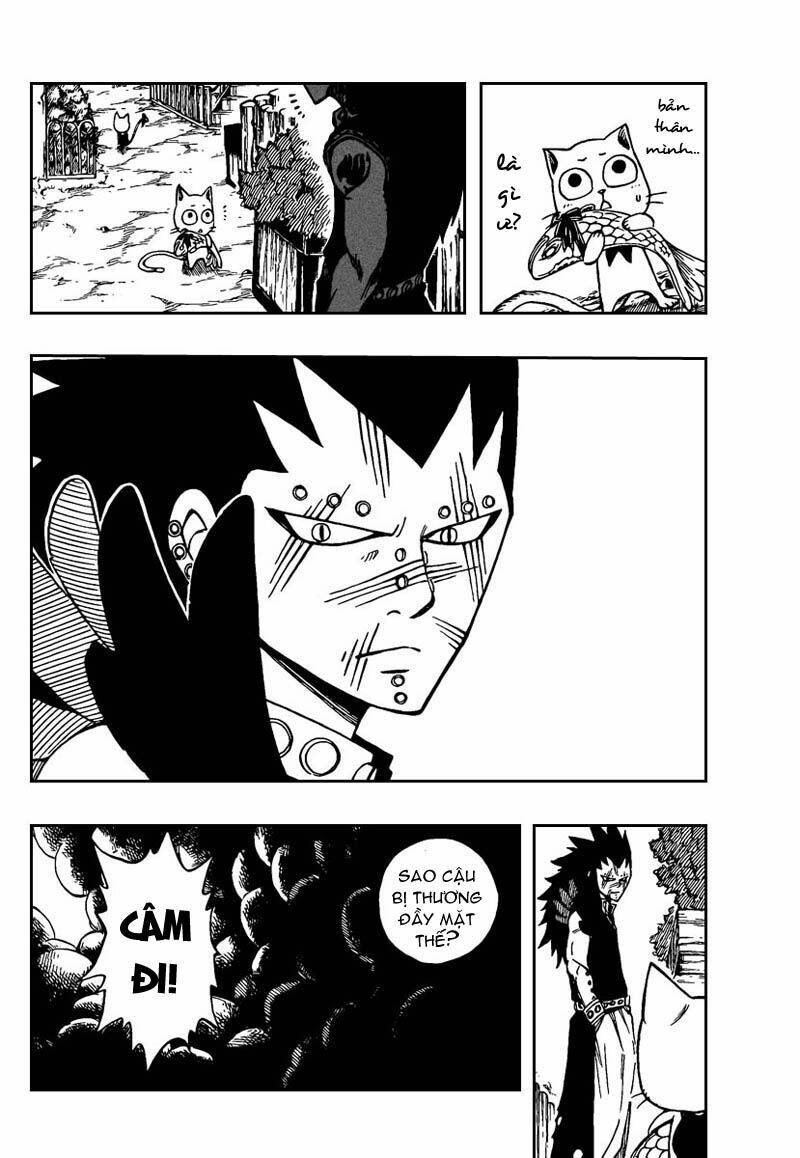 bản
thân
mình...
là
gì
ư?
SAO CẬU
BỊ THƯƠNG
ĐẦY MẶT
THẾ?
CÂM
ĐI!